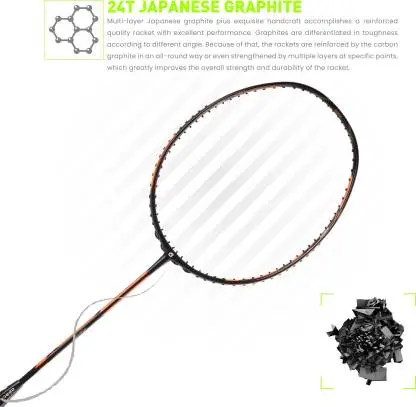 24T JAPANESE GRAPHITE
Multi-layer Japanese graphite plus exquisite handcraft accomplishes a reinforced
quality racket with excellent performance. Graphites are differentiated in toughness
according to different angle. Because of that, the rackets are reinforced by the carbon
graphite in an all-round way or even strengthened by multiple layers at specific points,
which greatly improves the overall strength and durability of the racket.